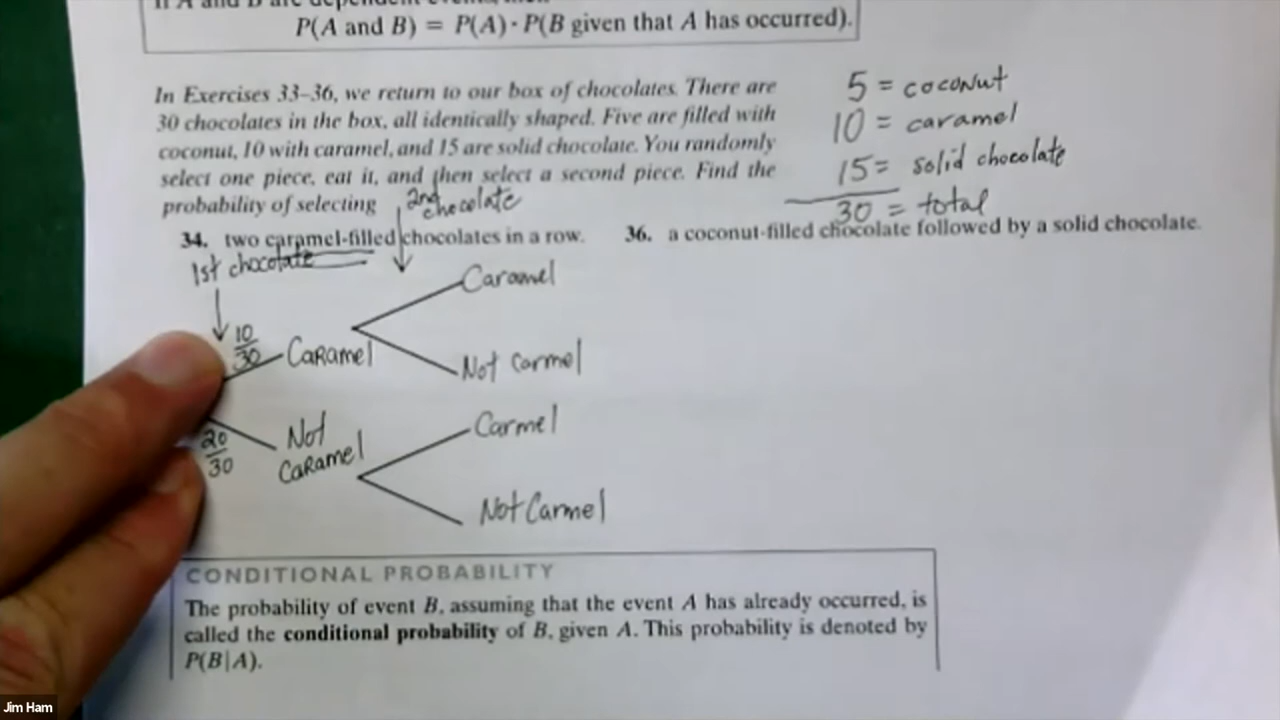 If A and B are dependent events, then
P(A and B) = P(A) · P(B given that A has occurred).
In Exercises 33–36, we return to our box of chocolates. There are
30 chocolates in the box, all identically shaped. Five are filled with
coconut, 10 with caramel, and 15 are solid chocolate. You randomly
select one piece, eat it, and then select a second piece. Find the
probability of selecting
5 = coconut
10 = caramel
15 = solid chocolate
30 = total
2nd
chocolate
34. two caramel-filled chocolates in a row.
36. a coconut-filled chocolate followed by a solid chocolate.
1st chocolate
10
30
Caramel
Caramel
Not Carmel
20
30
Not
Caramel
Carmel
Not Carmel
CONDITIONAL PROBABILITY
The probability of event B, assuming that the event A has already occurred, is
called the conditional probability of B, given A. This probability is denoted by
P(B|A).
Jim Ham